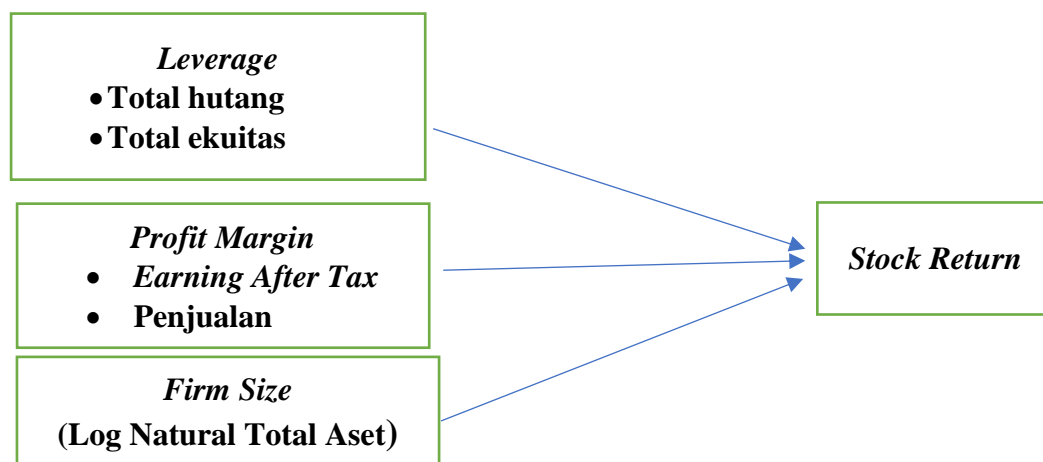 Leverage
•Total hutang
•Total ekuitas
Profit Margin
• Earning After Tax
• Penjualan
Stock Return
Firm Size
(Log Natural Total Aset)